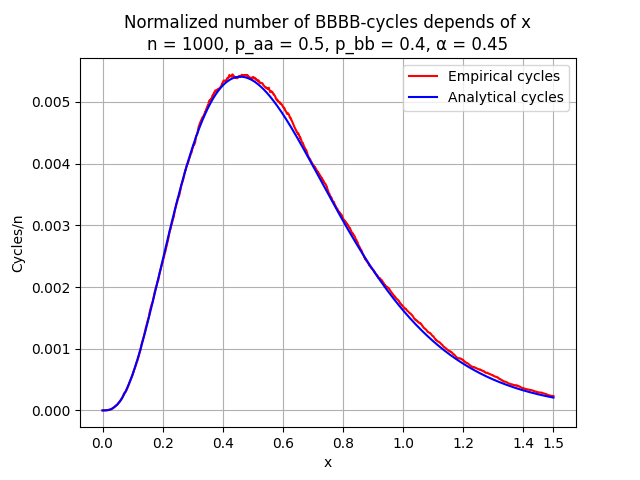 Normalized number of BBBB-cycles depends of x
n = 1000, p_aa = 0.5, p_bb = 0.4, α = 0.45
Empirical cycles
Analytical cycles
Cycles/n
0.005
0.004
0.003
0.002
0.001
0.000
0.0 0.2 0.4 0.6 0.8 1.0 1.2 1.4 1.5
x